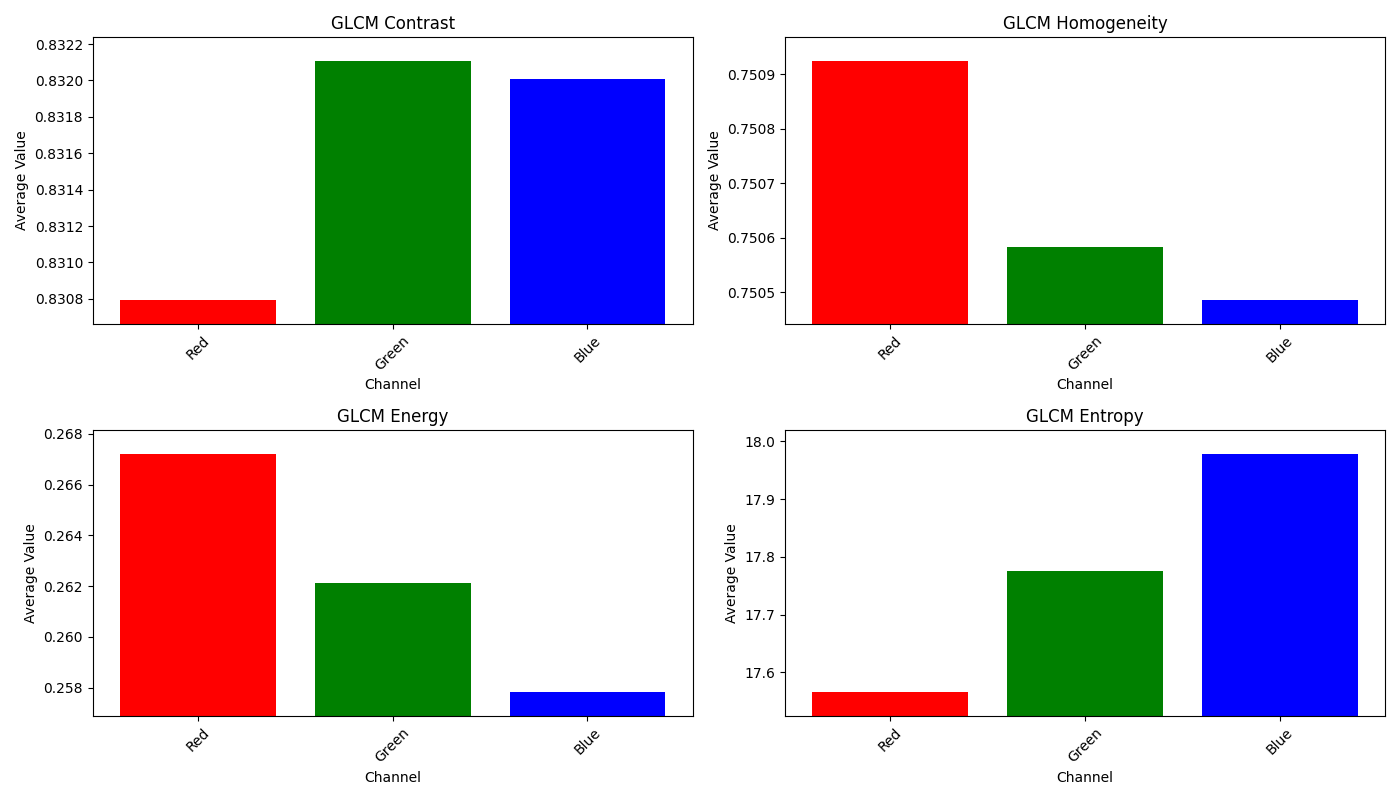 GLCM Contrast
0.8322
0.8320
0.8318
0.8316
0.8314
0.8312
0.8310
0.8308
Average Value
Red
Green
Blue
Channel
GLCM Homogeneity
0.7509
0.7508
0.7507
0.7506
0.7505
Average Value
Red
Green
Blue
Channel
GLCM Energy
0.268
0.266
0.264
0.262
0.260
0.258
Average Value
Red
Green
Blue
Channel
GLCM Entropy
18.0
17.9
17.8
17.7
17.6
Average Value
Red
Green
Blue
Channel